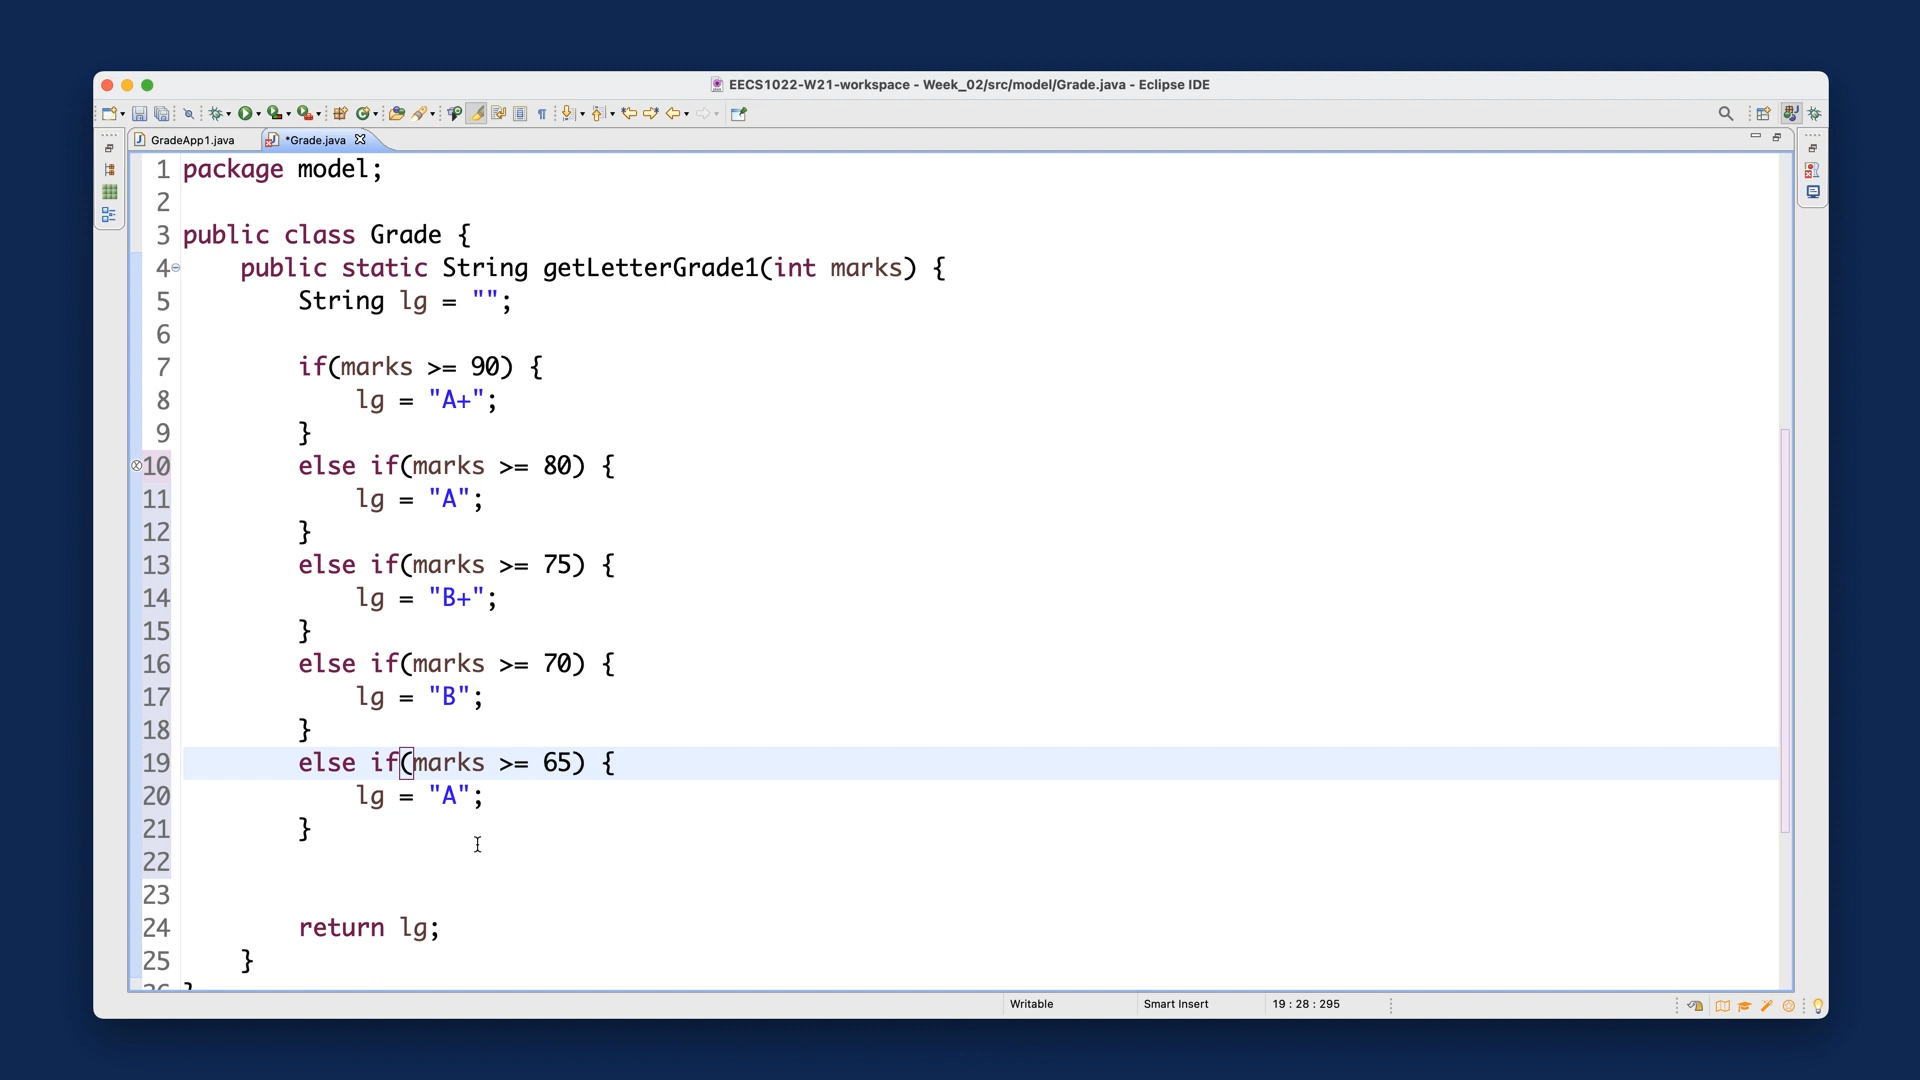 EECS1022-W21-workspace - Week_02/src/model/Grade.java - Eclipse IDE
GradeApp1.java
*Grade.java
1 package model;
2
3 public class Grade {
4 public static String getLetterGrade1(int marks) {
5 String lg = "";
6
7 if(marks >= 90) {
8 lg = "A+";
9 }
10 else if(marks >= 80) {
11 lg = "A";
12 }
13 else if(marks >= 75) {
14 lg = "B+";
15 }
16 else if(marks >= 70) {
17 lg = "B";
18 }
19 else if(marks >= 65) {
20 lg = "A";
21 }
22
23
24 return lg;
25 }
Writable
Smart Insert
19 : 28 : 295